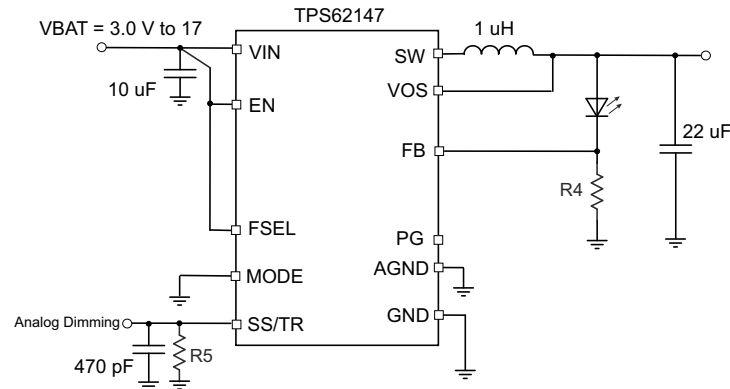 TPS62147
VBAT = 3.0 V to 17
VIN
SW
1 uH
10 uF
EN
VOS
FB
22 uF
R4
FSEL
PG
MODE
AGND
Analog Dimming
SS/TR
GND
470 pF
R5